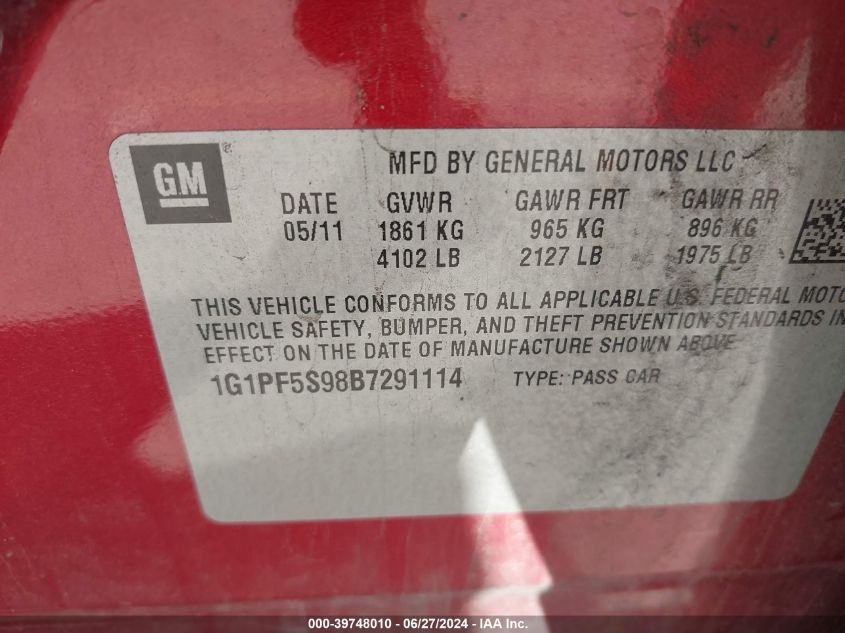 GM
MFD BY GENERAL MOTORS LLC
DATE GVWR GAWR FRT GAWR RR
05/11 1861 KG 965 KG 896 KG
4102 LB 2127 LB 1975 LB
THIS VEHICLE CONFORMS TO ALL APPLICABLE U.S. FEDERAL MOTO
VEHICLE SAFETY, BUMPER, AND THEFT PREVENTION STANDARDS IN
EFFECT ON THE DATE OF MANUFACTURE SHOWN ABOVE
1G1PF5S98B7291114 TYPE: PASS CAR
000-39748010 - 06/27/2024 - IAA Inc.